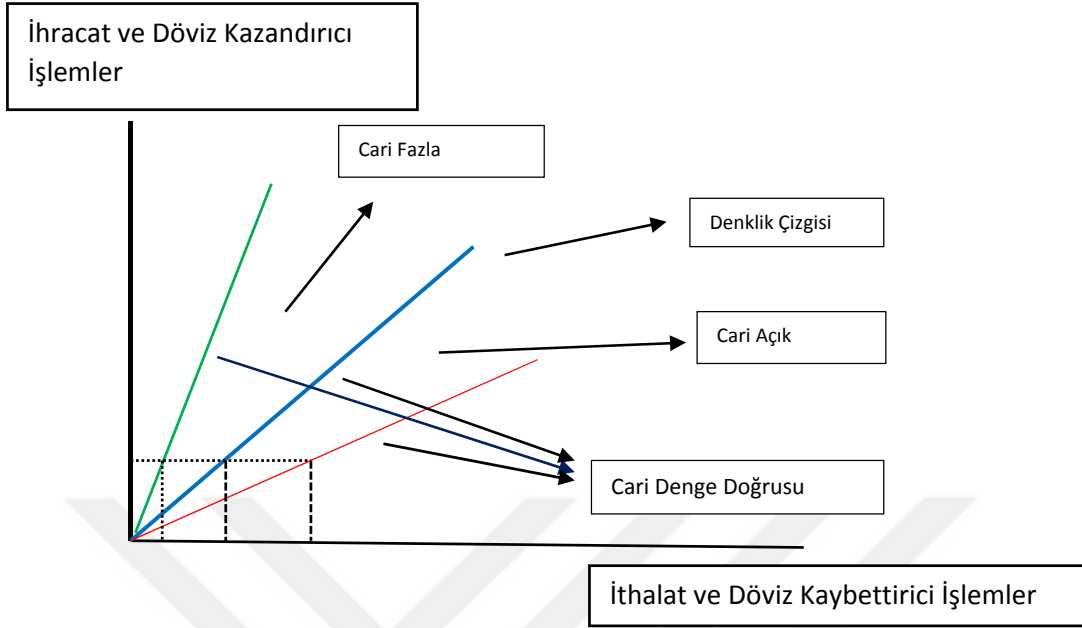 İhracat ve Döviz Kazandırıcı
İşlemler
Cari Fazla
Denklik Çizgisi
Cari Açık
Cari Denge Doğrusu
İthalat ve Döviz Kaybettirici İşlemler